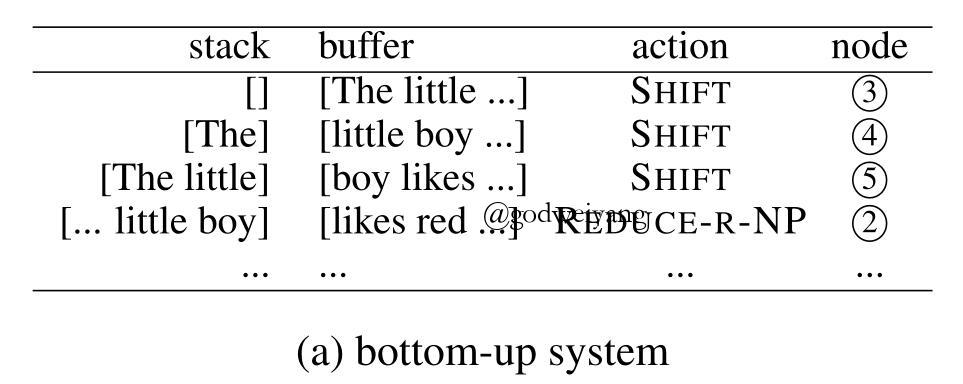 stack buffer action node
[] [The little ...] SHIFT ③
[The] [little boy ...] SHIFT ④
[The little] [boy likes ...] SHIFT ⑤
[... little boy] [likes red ...] REDUCE-R-NP ②
@godweiyang
... ... ... ...
(a) bottom-up system